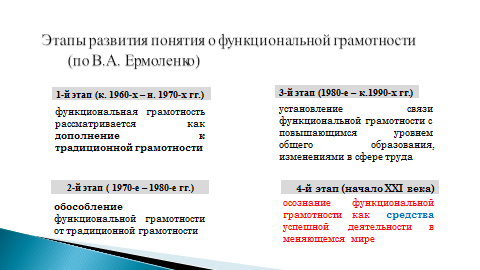 Этапы развития понятия о функциональной грамотности
(по В.А. Ермоленко)
1-й этап (к. 1960-х – н. 1970-х гг.)
функциональная грамотность
рассматривается как
дополнение к
традиционной грамотности
2-й этап ( 1970-е – 1980-е гг.)
обособление
функциональной грамотности
от традиционной грамотности
3-й этап (1980-е – к.1990-х гг.)
установление связи
функциональной грамотности с
повышающимся уровнем
общего образования,
изменениями в сфере труда
4-й этап (начало XXI века)
осознание функциональной
грамотности как средства
успешной деятельности в
меняющемся мире